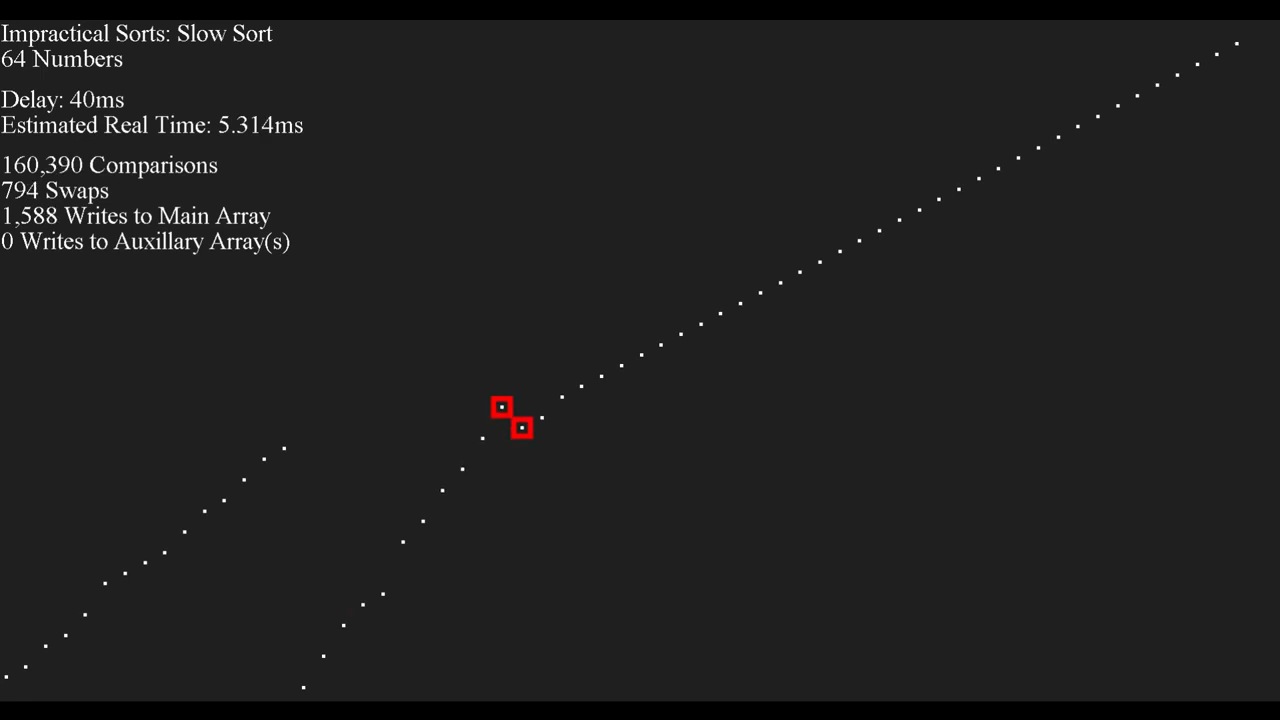 Impractical Sorts: Slow Sort
64 Numbers
Delay: 40ms
Estimated Real Time: 5.314ms
160,390 Comparisons
794 Swaps
1,588 Writes to Main Array
0 Writes to Auxillary Array(s)